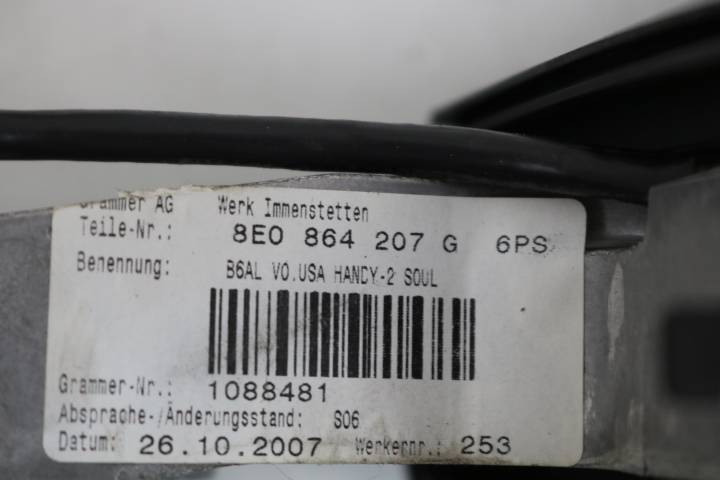 Grammer AG Werk Immenstetten
Teile-Nr.: 8E0 864 207 G 6PS
Benennung: B6AL VO.USA HANDY-2 SOUL
Grammer-Nr.: 1088481
Absprache-/Änderungsstand: S06
Datum: 26.10.2007 Werkernr.: 253